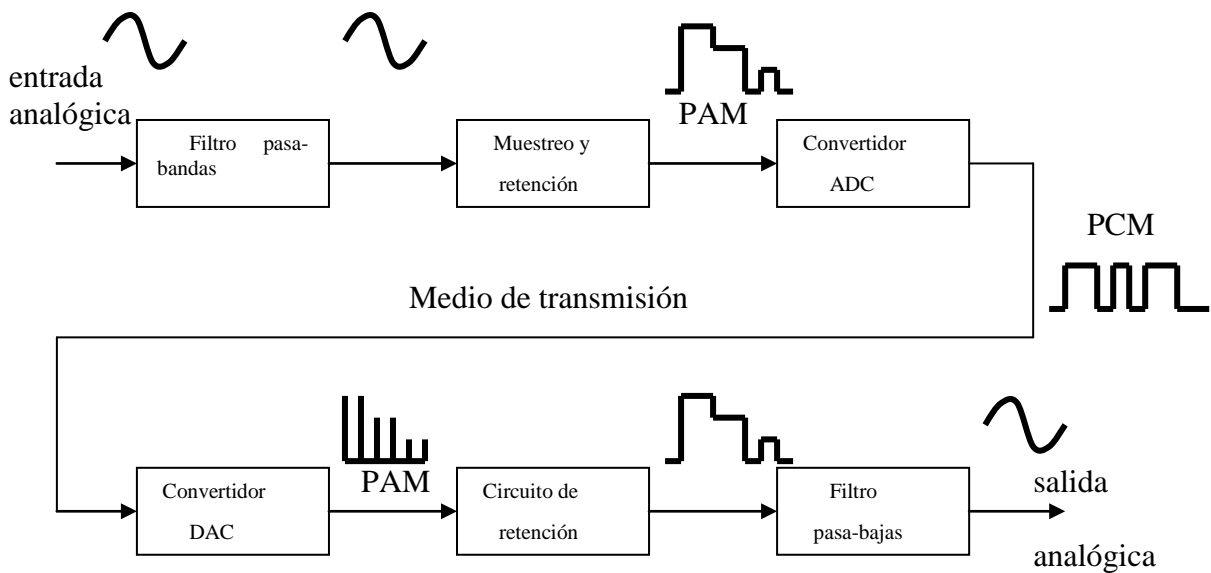 entrada
analógica
Filtro pasa-
bandas
Muestreo y
retención
PAM
Convertidor
ADC
PCM
Medio de transmisión
Convertidor
DAC
PAM
Circuito de
retención
Filtro
pasa-bajas
salida
analógica